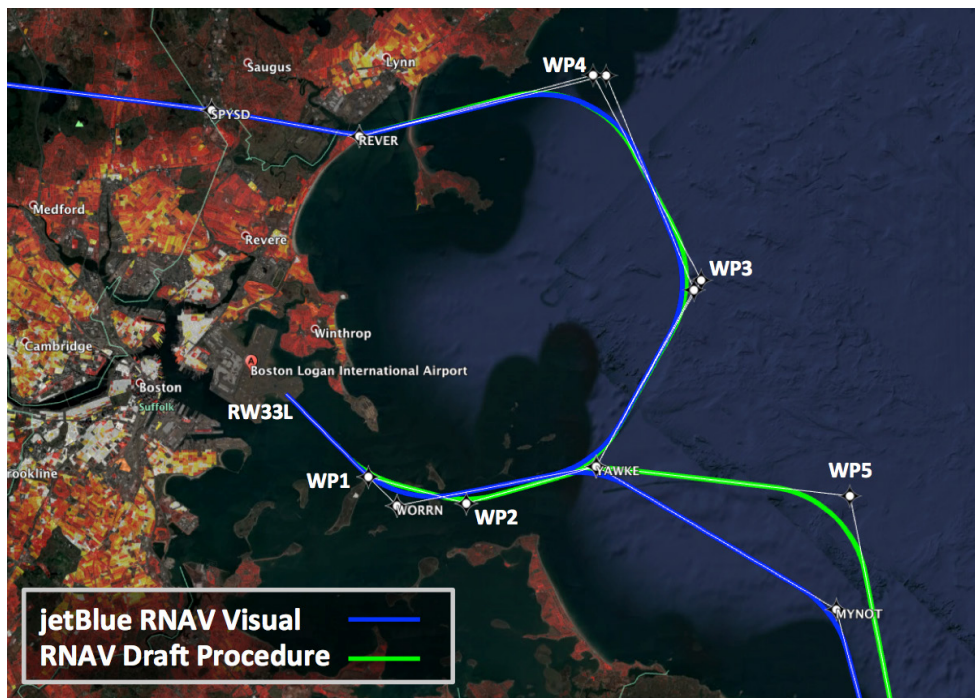 Saugus
Lynn
WP4
SPYSD
REVER
Medford
Revere
WP3
Winthrop
Cambridge
Boston Logan International Airport
A
Boston
Suffolk
RW33L
rookline
WP1
YAWKE
WP5
WORRN
WP2
MYNOT
jetBlue RNAV Visual
RNAV Draft Procedure